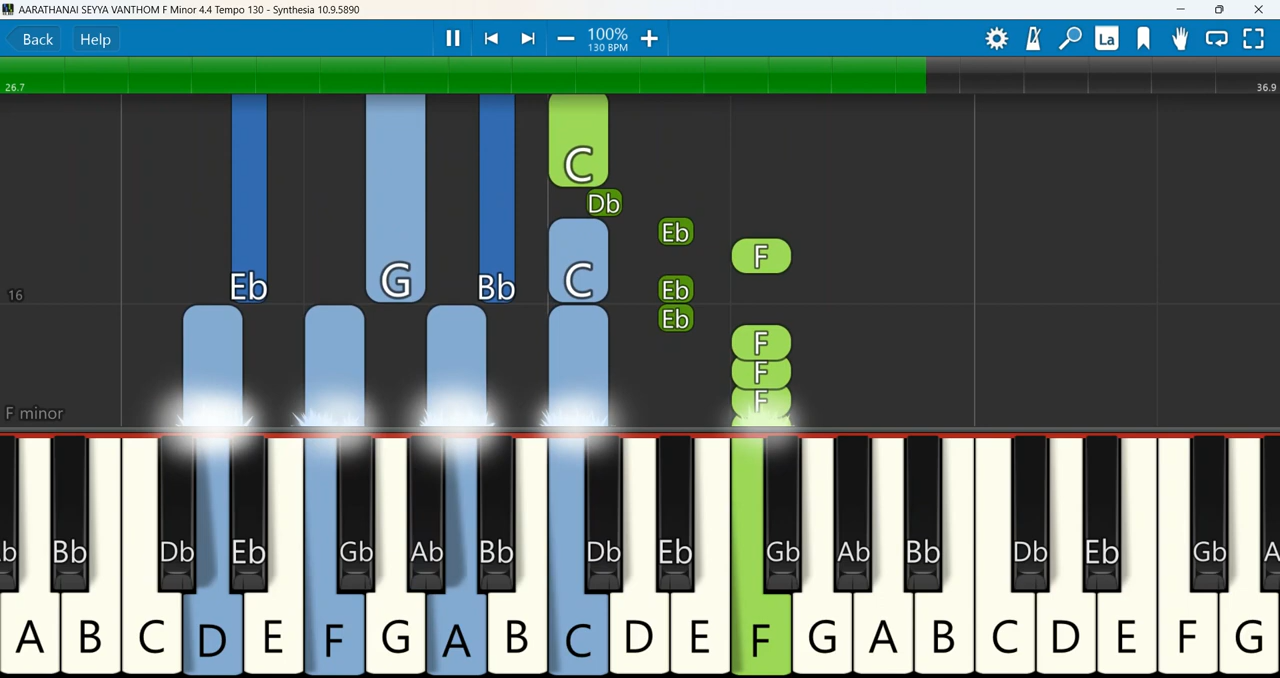 AARATHANAI SEYYA VANTHOM F Minor 4.4 Tempo 130 - Synthesia 10.9.5890
Back Help 100% La
130 BPM
26.7 36.9
C
Db
Eb
F
Eb G Bb C Eb
16
Eb
F
F
F
F minor
b Bb Db Eb Gb Ab Bb Db Eb Gb Ab Bb Db Eb Gb A
A B C D E F G A B C D E F G A B C D E F G